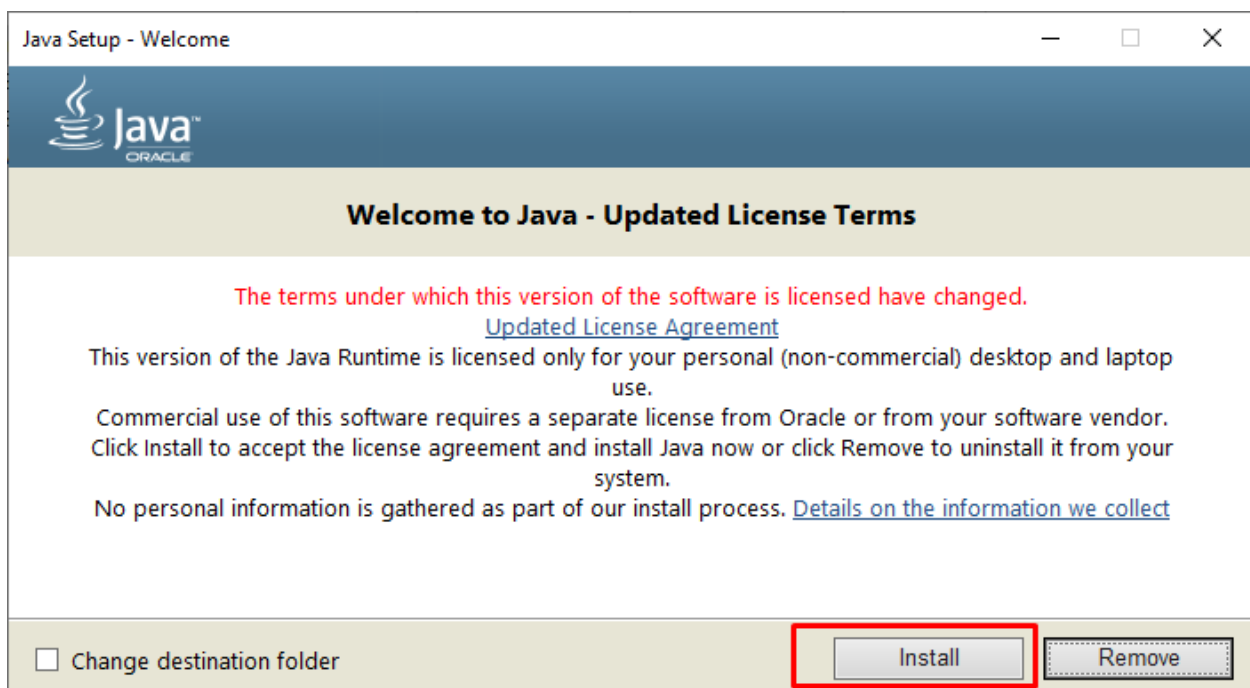 Java Setup - Welcome
Java™
ORACLE
Welcome to Java - Updated License Terms
The terms under which this version of the software is licensed have changed.
Updated License Agreement
This version of the Java Runtime is licensed only for your personal (non-commercial) desktop and laptop
use.
Commercial use of this software requires a separate license from Oracle or from your software vendor.
Click Install to accept the license agreement and install Java now or click Remove to uninstall it from your
system.
No personal information is gathered as part of our install process. Details on the information we collect
Change destination folder
Install
Remove